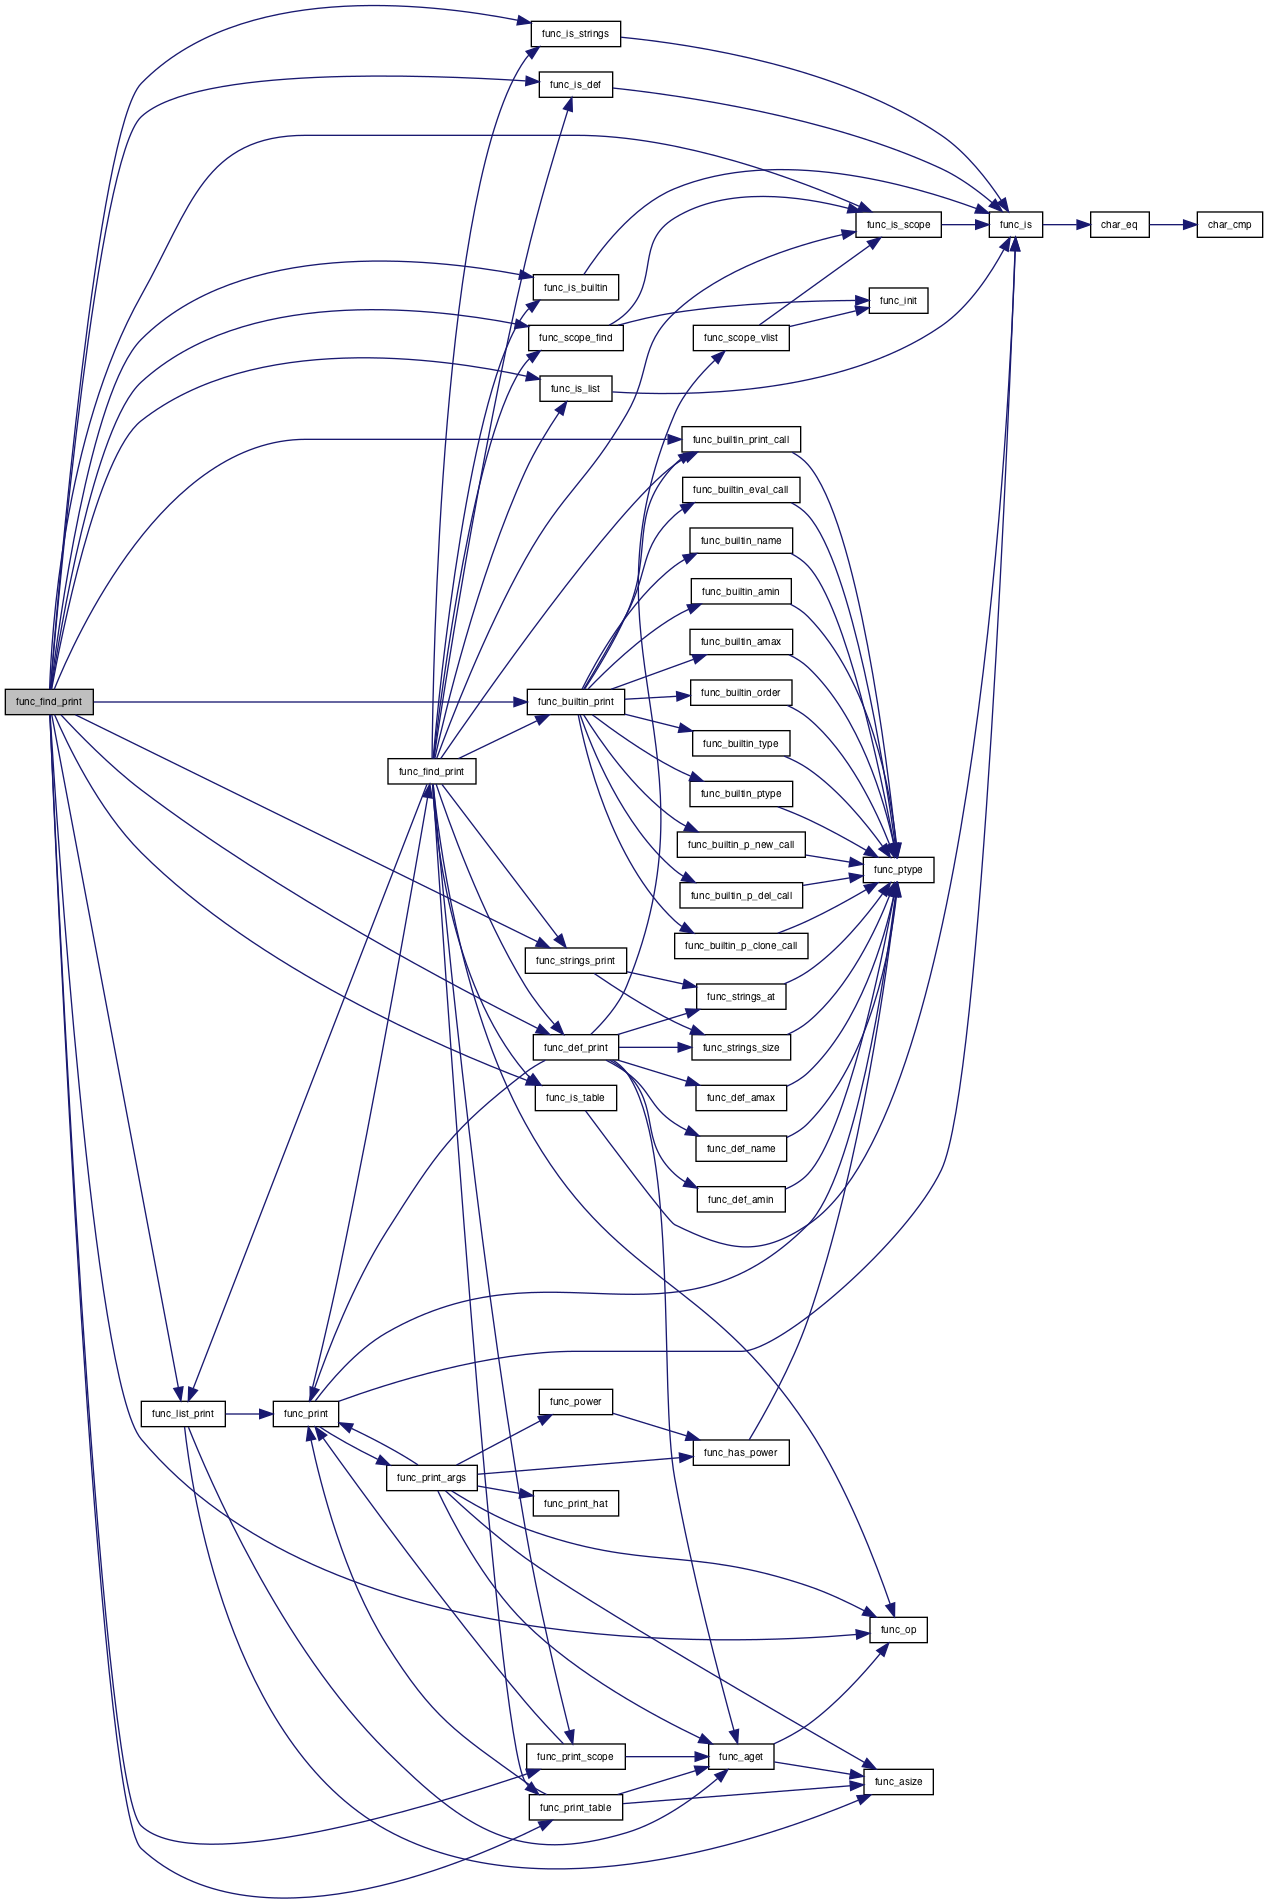 func_is_strings
func_is_def
func_is_scope
func_is
char_eq
char_cmp
func_is_builtin
func_init
func_scope_find
func_scope_vlist
func_is_list
func_builtin_print_call
func_builtin_eval_call
func_builtin_name
func_builtin_amin
func_builtin_amax
func_find_print
func_builtin_print
func_builtin_order
func_builtin_type
func_find_print
func_builtin_ptype
func_builtin_p_new_call
func_ptype
func_builtin_p_del_call
func_builtin_p_clone_call
func_strings_print
func_strings_at
func_def_print
func_strings_size
func_is_table
func_def_amax
func_def_name
func_def_amin
func_power
func_list_print
func_print
func_has_power
func_print_args
func_print_hat
func_op
func_print_scope
func_aget
func_asize
func_print_table